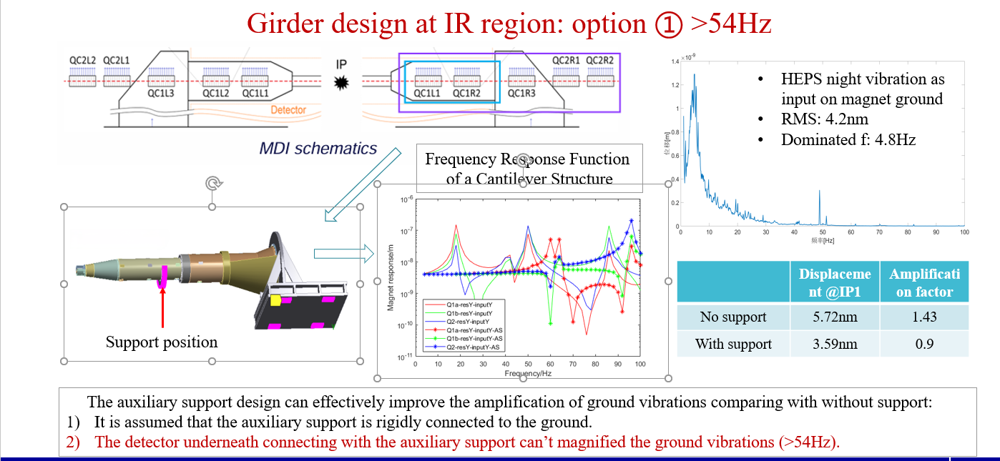 Girder design at IR region: option ① >54Hz
QC2L2 QC2L1
QC1L3
QC1L2 QC1L1
IP
Detector
QC1L1 QC1R2
QC1R3
QC2R1 QC2R2
MDI schematics
Support position
Frequency Response Function
of a Cantilever Structure
Magnet response/m
10-6
10-7
10-8
10-9
10-10
10-11
Q1a-resY-inputY
Q1b-resY-inputY
Q2-resY-inputY
Q1a-resY-inputY-AS
Q1b-resY-inputY-AS
Q2-resY-inputY-AS
0 10 20 30 40 50 60 70 80 90 100
Frequency/Hz
×10-9
1.4
1.2
1
0.8
0.6
0.4
0.2
0
位移[m]
0 10 20 30 40 50 60 70 80 90 100
频率[Hz]
• HEPS night vibration as
input on magnet ground
• RMS: 4.2nm
• Dominated f: 4.8Hz
Displaceme Amplificati
nt @IP1 on factor
No support 5.72nm 1.43
With support 3.59nm 0.9
The auxiliary support design can effectively improve the amplification of ground vibrations comparing with without support:
1) It is assumed that the auxiliary support is rigidly connected to the ground.
2) The detector underneath connecting with the auxiliary support can't magnified the ground vibrations (>54Hz).